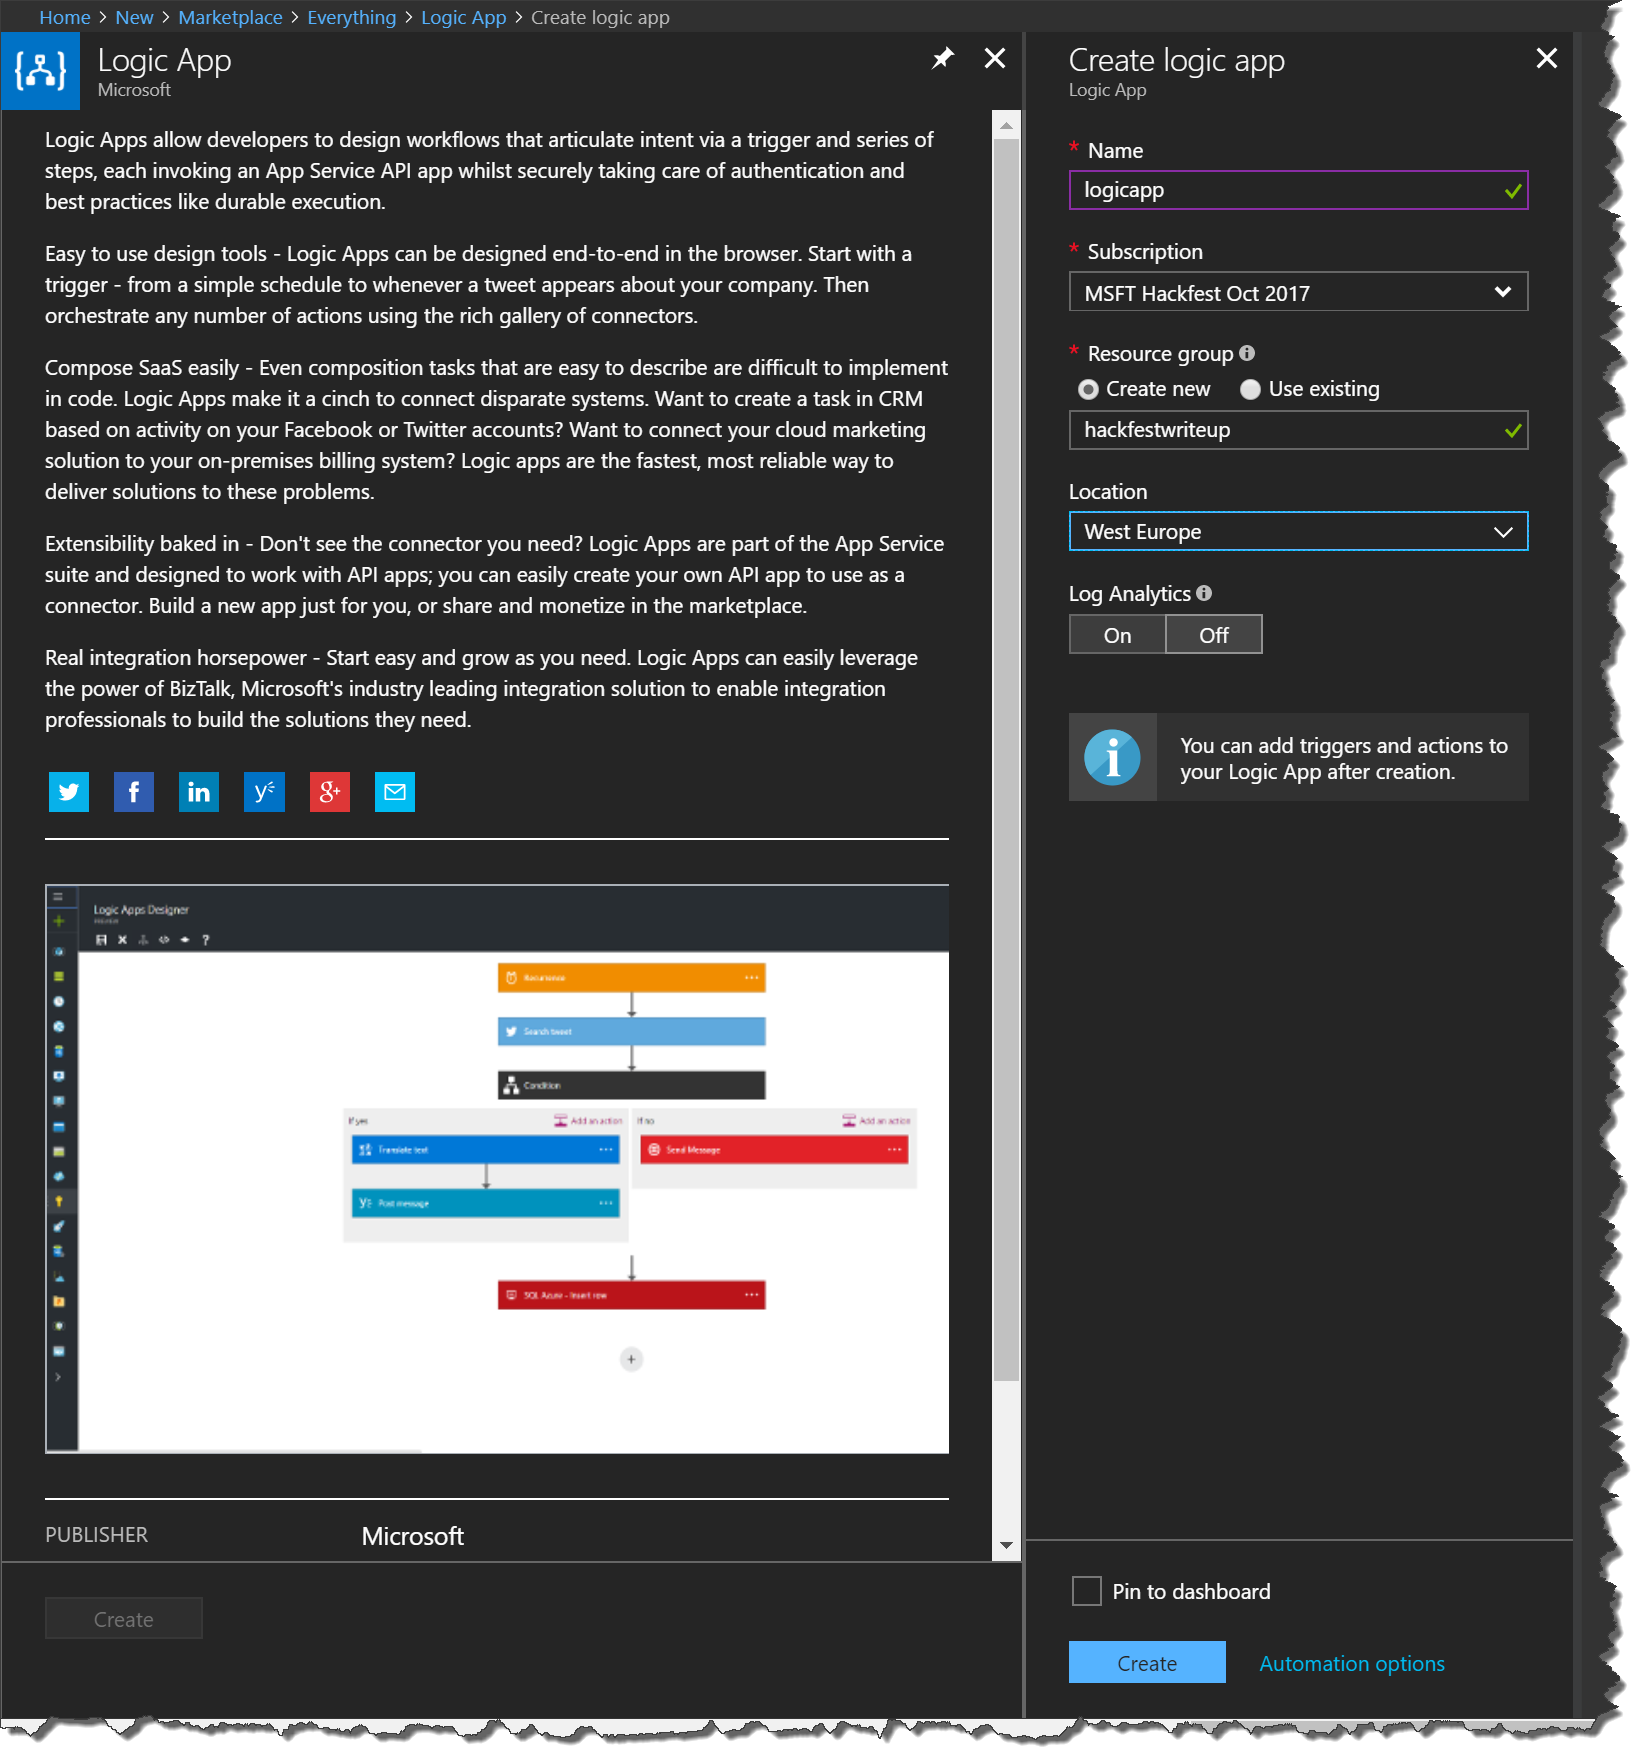 Home > New > Marketplace > Everything > Logic App > Create logic app
Logic App
Microsoft
Logic Apps allow developers to design workflows that articulate intent via a trigger and series of
steps, each invoking an App Service API app whilst securely taking care of authentication and
best practices like durable execution.
Easy to use design tools - Logic Apps can be designed end-to-end in the browser. Start with a
trigger - from a simple schedule to whenever a tweet appears about your company. Then
orchestrate any number of actions using the rich gallery of connectors.
Compose SaaS easily - Even composition tasks that are easy to describe are difficult to implement
in code. Logic Apps make it a cinch to connect disparate systems. Want to create a task in CRM
based on activity on your Facebook or Twitter accounts? Want to connect your cloud marketing
solution to your on-premises billing system? Logic apps are the fastest, most reliable way to
deliver solutions to these problems.
Extensibility baked in - Don't see the connector you need? Logic Apps are part of the App Service
suite and designed to work with API apps; you can easily create your own API app to use as a
connector. Build a new app just for you, or share and monetize in the marketplace.
Real integration horsepower - Start easy and grow as you need. Logic Apps can easily leverage
the power of BizTalk, Microsoft's industry leading integration solution to enable integration
professionals to build the solutions they need.
Logic Apps Designer
Recurrence
Search tweet
Condition
If yes
Add an action
If no
Add an action
Translate text
Send Message
Post message
SQL Azure - Insert row
PUBLISHER
Microsoft
Create
Create logic app
Logic App
* Name
logicapp
* Subscription
MSFT Hackfest Oct 2017
* Resource group
Create new
Use existing
hackfestwriteup
Location
West Europe
Log Analytics
On
Off
You can add triggers and actions to
your Logic App after creation.
Pin to dashboard
Create
Automation options